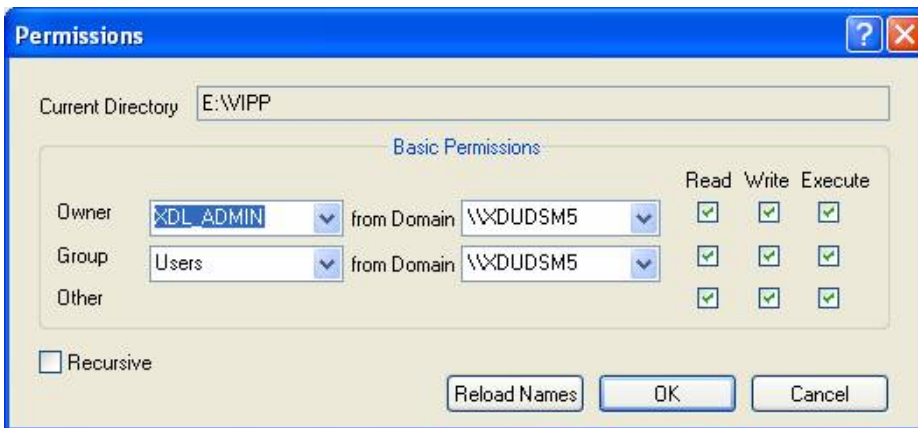 Permissions
Current Directory E:\VIPP
Basic Permissions
Read Write Execute
Owner XDL_ADMIN from Domain \\XDUDSM5
Group Users from Domain \\XDUDSM5
Other
Recursive
Reload Names OK Cancel